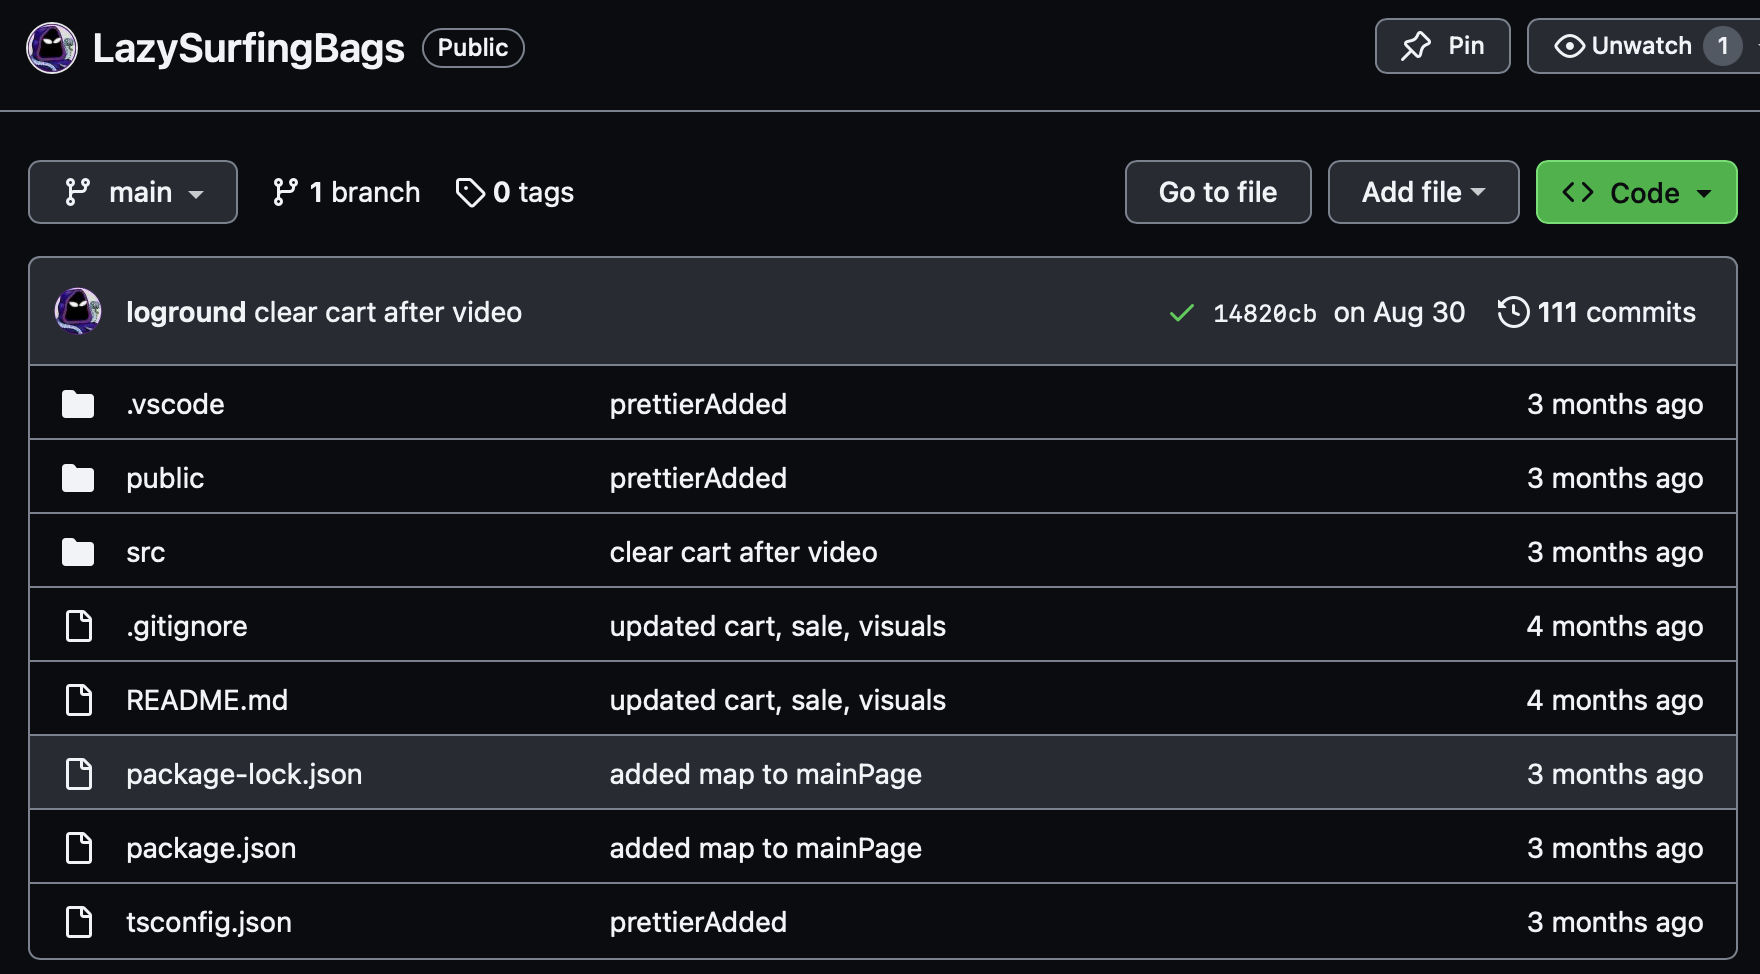 LazySurfingBags Public Pin Unwatch 1
main 1 branch 0 tags Go to file Add file Code
loground clear cart after video 14820cb on Aug 30 111 commits
.vscode prettierAdded 3 months ago
public prettierAdded 3 months ago
src clear cart after video 3 months ago
.gitignore updated cart, sale, visuals 4 months ago
README.md updated cart, sale, visuals 4 months ago
package-lock.json added map to mainPage 3 months ago
package.json added map to mainPage 3 months ago
tsconfig.json prettierAdded 3 months ago